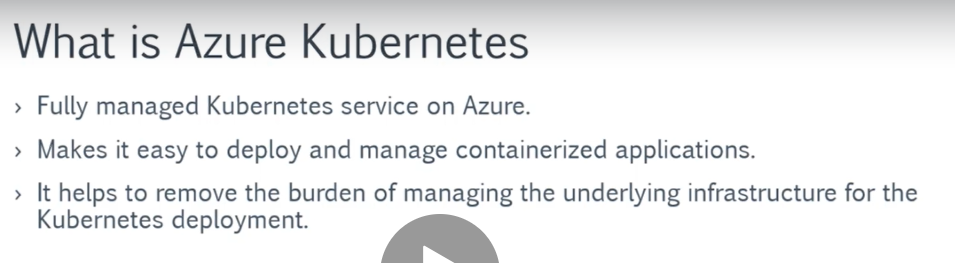 What is Azure Kubernetes
› Fully managed Kubernetes service on Azure.
› Makes it easy to deploy and manage containerized applications.
› It helps to remove the burden of managing the underlying infrastructure for the
Kubernetes deployment.